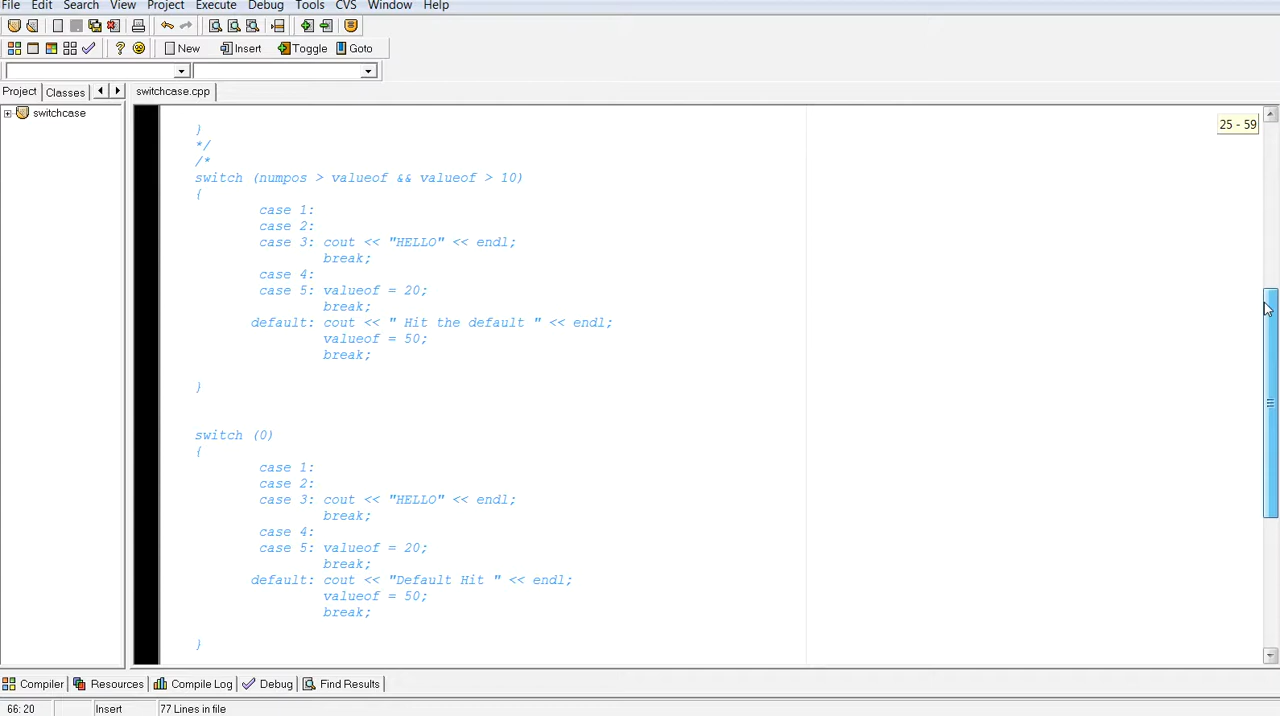 File Edit Search View Project Execute Debug Tools CVS Window Help
New Insert Toggle Goto
Project Classes switchcase.cpp
switchcase
25 - 59
}
*/
/*
switch (numpos > valueof && valueof > 10)
{
case 1:
case 2:
case 3: cout << "HELLO" << endl;
break;
case 4:
case 5: valueof = 20;
break;
default: cout << " Hit the default " << endl;
valueof = 50;
break;
}
switch (0)
{
case 1:
case 2:
case 3: cout << "HELLO" << endl;
break;
case 4:
case 5: valueof = 20;
break;
default: cout << "Default Hit " << endl;
valueof = 50;
break;
}
Compiler Resources Compile Log Debug Find Results
66: 20 Insert 77 Lines in file